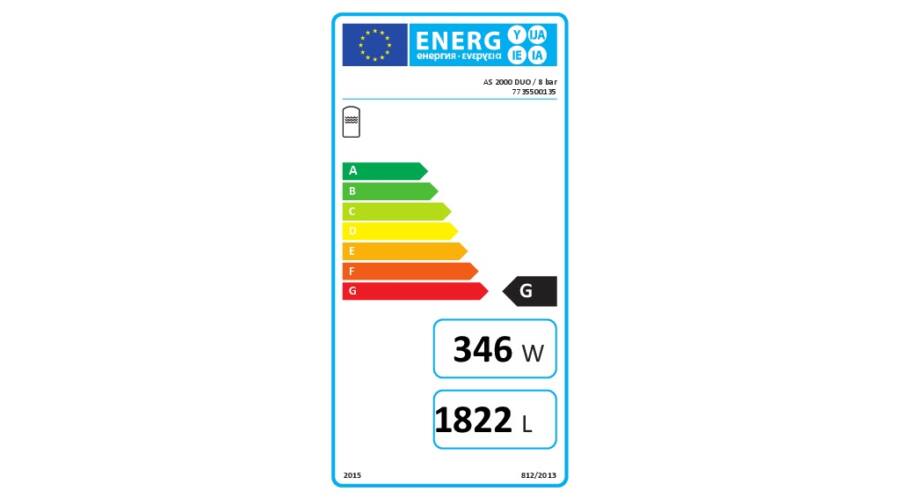 ENERG Y UA
енергия · ενεργεια IE IA
AS 2000 DUO / 8 bar
7735500135
A
B
C
D
E
F
G G
346 W
1822 L
2015 812/2013